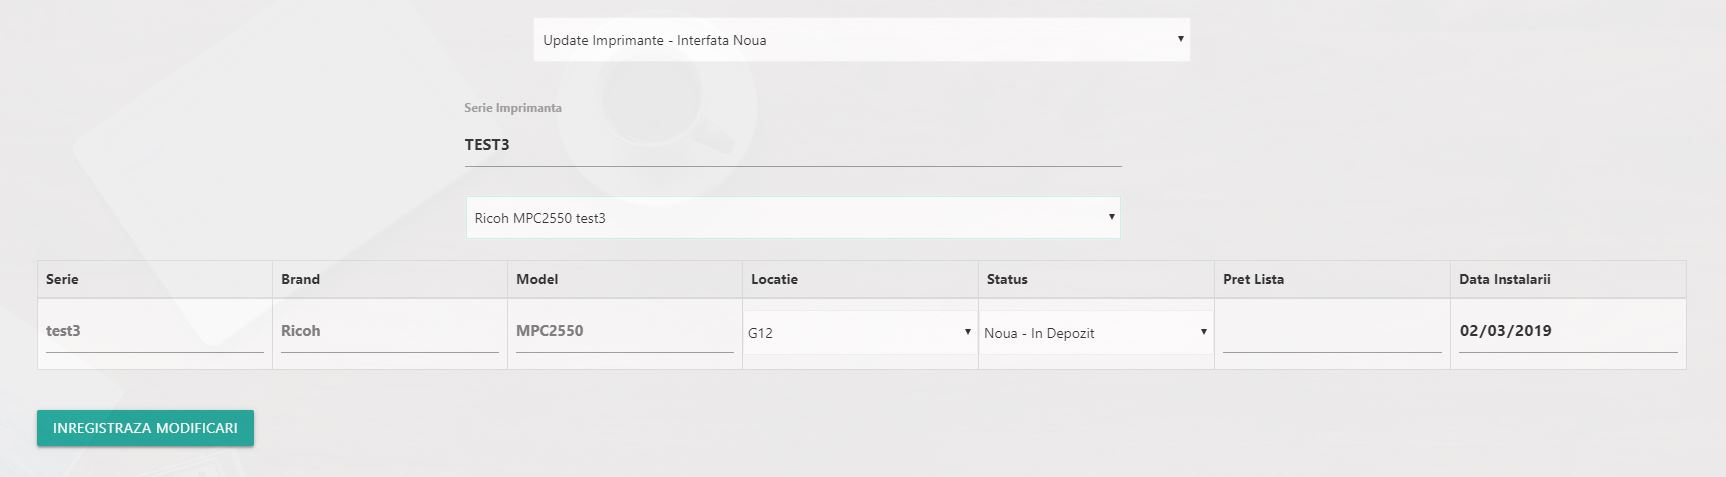 Update Imprimante - Interfata Noua
Serie Imprimanta
TEST3
Ricoh MPC2550 test3
Serie Brand Model Locatie Status Pret Lista Data Instalarii
test3 Ricoh MPC2550 G12 Noua - In Depozit 02/03/2019
INREGISTRAZA MODIFICARI